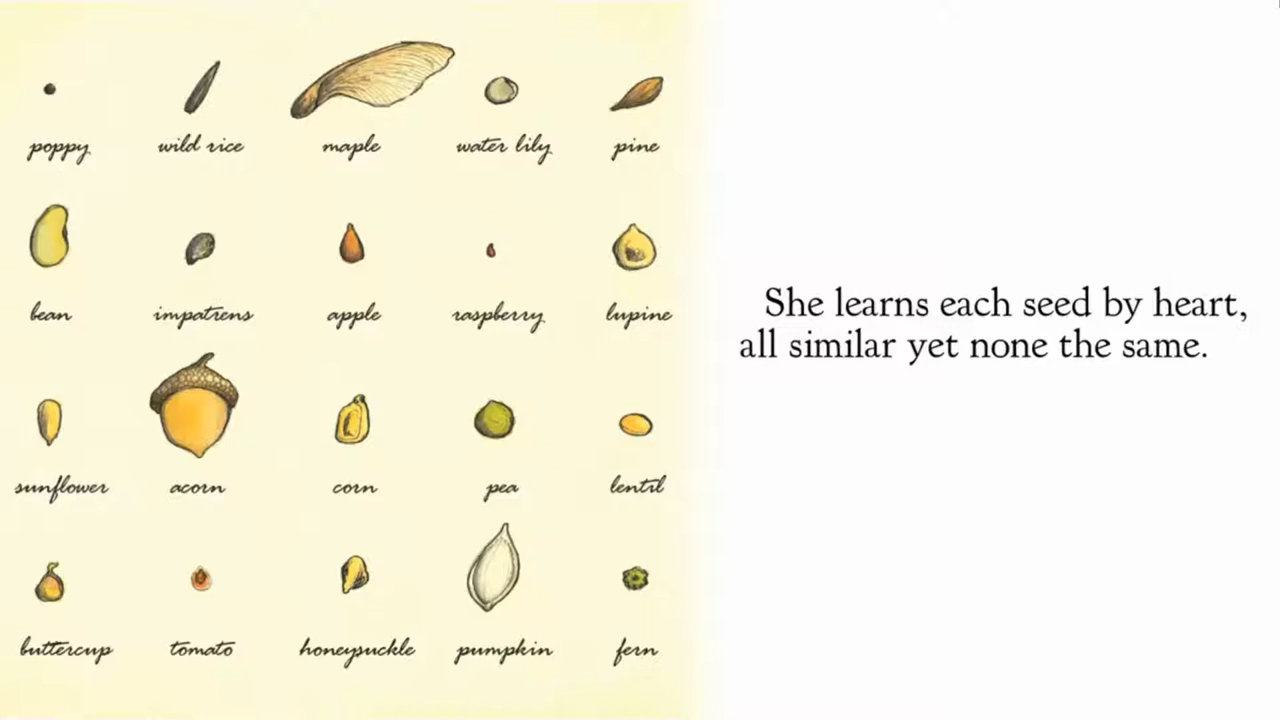 poppy wild rice maple water lily pine
bean impatiens apple raspberry lupine
sunflower acorn corn pea lentil
buttercup tomato honeysuckle pumpkin fern
She learns each seed by heart,
all similar yet none the same.